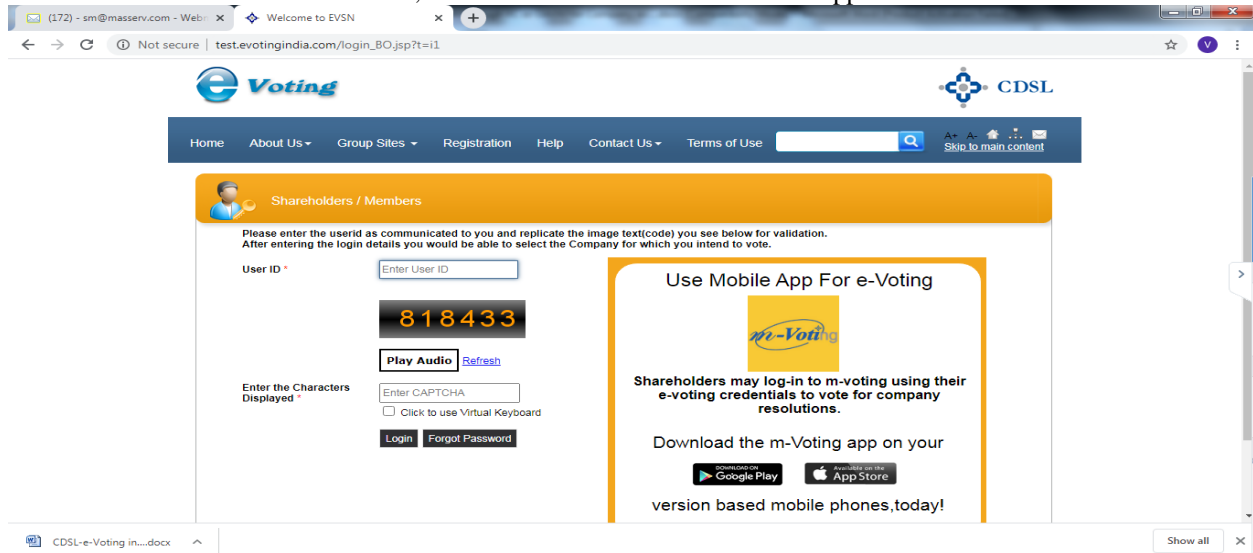 app
(172) - sm@masserv.com - Webm
Welcome to EVSN
Not secure | test.evotingindia.com/login_BO.jsp?t=i1
V
e Voting
CDSL
Home About Us Group Sites Registration Help Contact Us Terms of Use
A+ A-
Skip to main content
Shareholders / Members
Please enter the userid as communicated to you and replicate the image text(code) you see below for validation.
After entering the login details you would be able to select the Company for which you intend to vote.
User ID *
Enter User ID
818433
Play Audio Refresh
Enter the Characters
Displayed *
Enter CAPTCHA
Click to use Virtual Keyboard
Login Forgot Password
Use Mobile App For e-Voting
m-Voting
Shareholders may log-in to m-voting using their
e-voting credentials to vote for company
resolutions.
Download the m-Voting app on your
DOWNLOAD ON
Google Play
Available on the
App Store
version based mobile phones,today!
CDSL-e-Voting in....docx
Show all